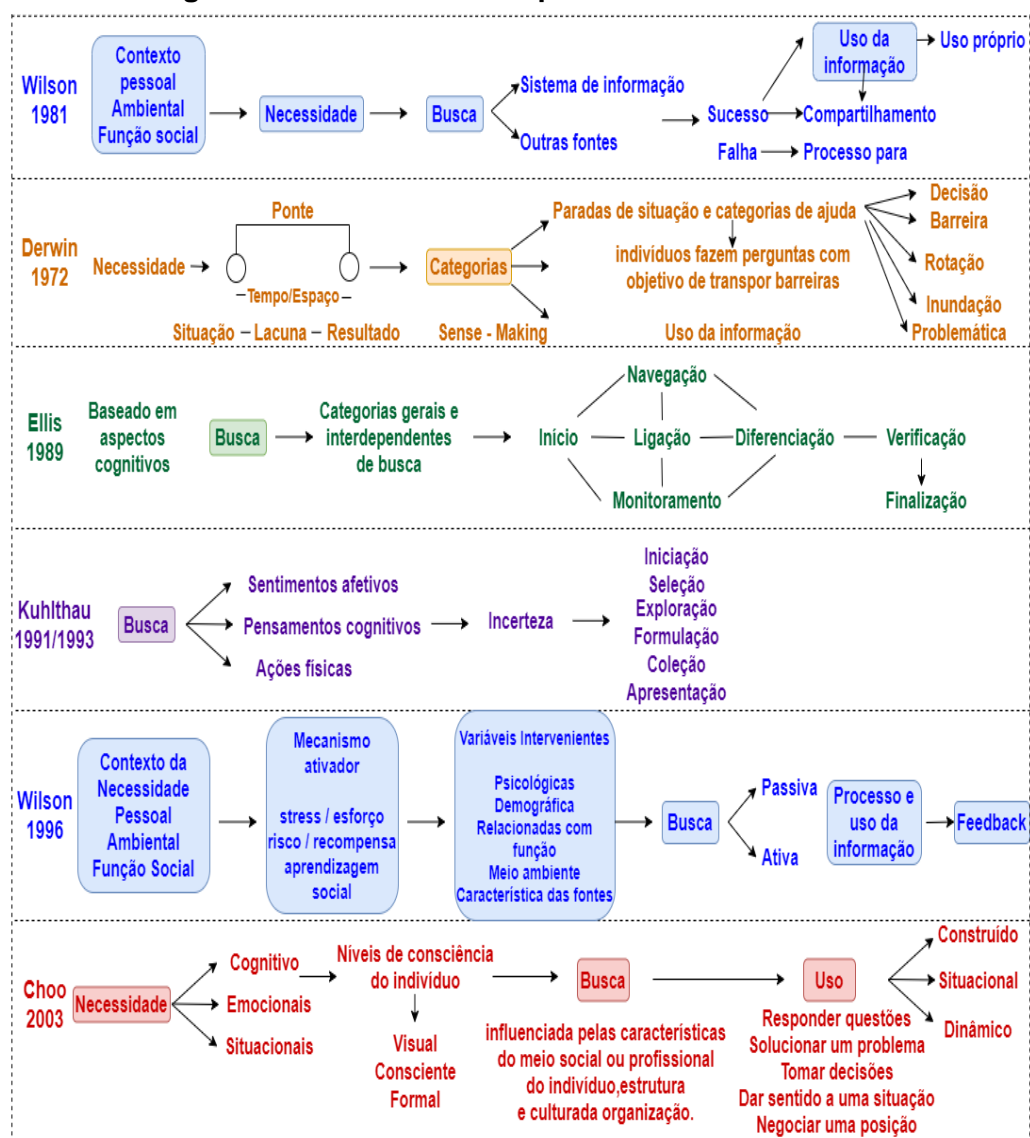 Wilson
1981
Contexto
pessoal
Ambiental
Função social
Necessidade
Busca
Sistema de informação
Outras fontes
Sucesso
Falha
Uso da
informação
Uso próprio
Compartilhamento
Processo para
Derwin
1972
Necessidade
Ponte
Tempo/Espaço
Situação – Lacuna – Resultado
Categorias
Sense - Making
Paradas de situação e categorias de ajuda
indivíduos fazem perguntas com
objetivo de transpor barreiras
Uso da informação
Decisão
Barreira
Rotação
Inundação
Problemática
Ellis
1989
Baseado em
aspectos
cognitivos
Busca
Categorias gerais e
interdependentes
de busca
Navegação
Início
Ligação
Diferenciação
Verificação
Monitoramento
Finalização
Kuhlthau
1991/1993
Busca
Sentimentos afetivos
Pensamentos cognitivos
Ações físicas
Incerteza
Iniciação
Seleção
Exploração
Formulação
Coleção
Apresentação
Wilson
1996
Contexto da
Necessidade
Pessoal
Ambiental
Função Social
Mecanismo
ativador
stress / esforço
risco / recompensa
aprendizagem
social
Variáveis Intervenientes
Psicológicas
Demográfica
Relacionadas com
função
Meio ambiente
Característica das fontes
Busca
Passiva
Ativa
Processo e
uso da
informação
Feedback
Choo
2003
Necessidade
Cognitivo
Emocionais
Situacionais
Níveis de consciência
do indivíduo
Visual
Consciente
Formal
Busca
influenciada pelas características
do meio social ou profissional
do indivíduo,estrutura
e culturada organização.
Uso
Responder questões
Solucionar um problema
Tomar decisões
Dar sentido a uma situação
Negociar uma posição
Construído
Situacional
Dinâmico